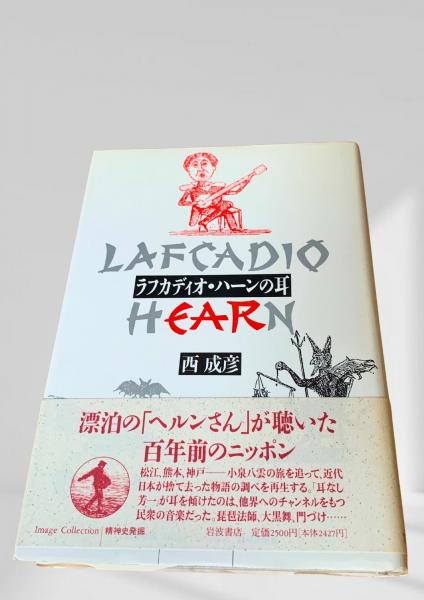 LAFCADIO
ラフカディオ・ハーンの耳
HEARN
西 成彦
漂泊の「ヘルンさん」が聴いた
百年前のニッポン
松江、熊本、神戸——小泉八雲の旅を追って、近代
日本が捨て去った物語の調べを再生する。「耳なし
芳一」が耳を傾けたのは、他界へのチャンネルをもつ
民衆の音楽だった。琵琶法師、大黒舞、門づけ……
Image Collection 精神史発掘
岩波書店 定価2500円[本体2427円]